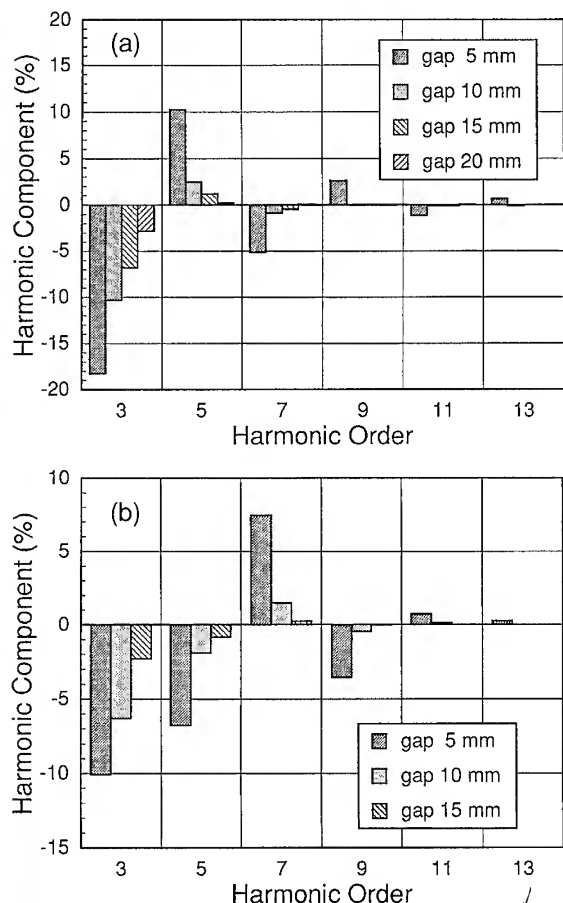 (a)
gap 5 mm
gap 10 mm
gap 15 mm
gap 20 mm
20
15
10
5
0
-5
-10
-15
-20
Harmonic Component (%)
3 5 7 9 11 13
Harmonic Order
(b)
10
5
0
-5
-10
-15
Harmonic Component (%)
gap 5 mm
gap 10 mm
gap 15 mm
3 5 7 9 11 13
Harmonic Order